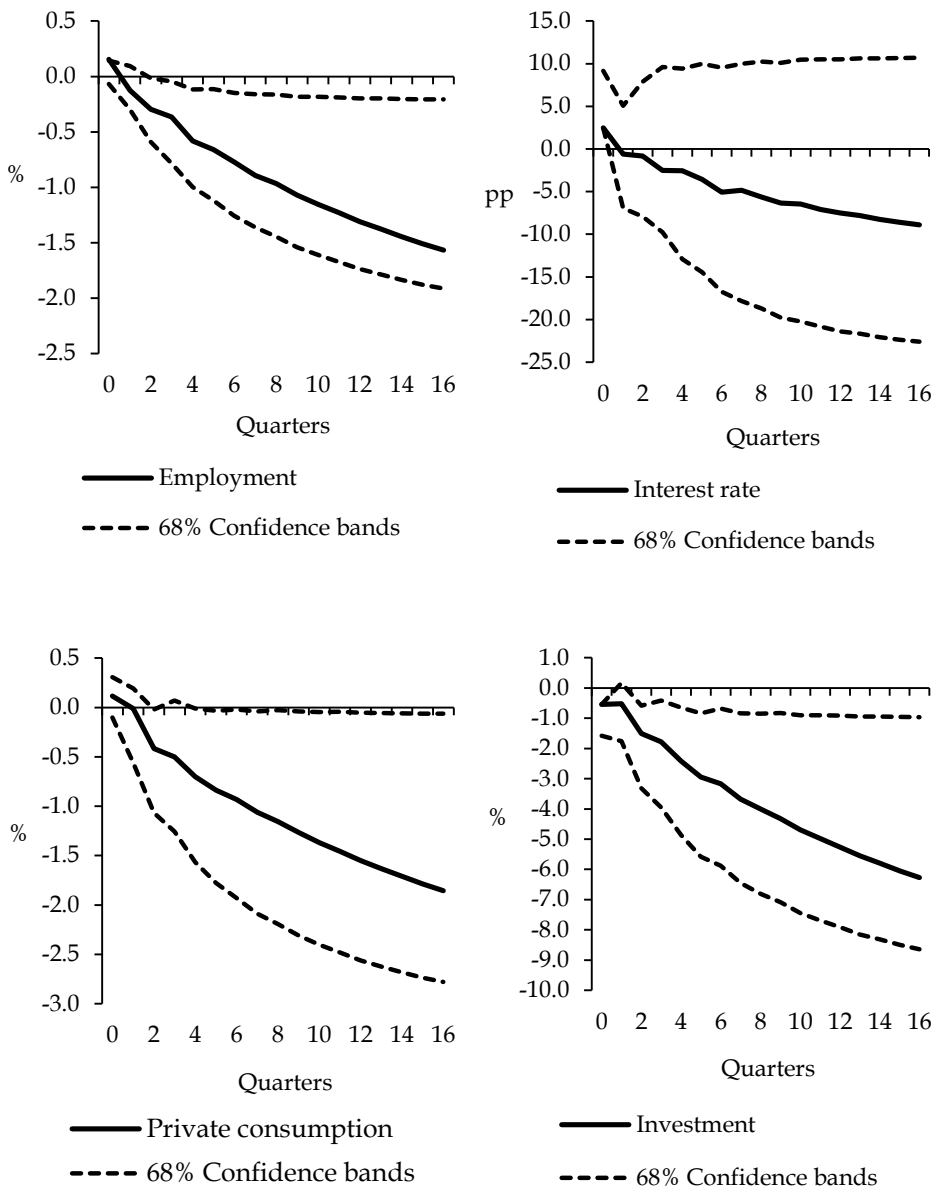 0.5
0.0
-0.5
-1.0
-1.5
-2.0
-2.5
%
0 2 4 6 8 10 12 14 16
Quarters
Employment
68% Confidence bands
15.0
10.0
5.0
0.0
-5.0
-10.0
-15.0
-20.0
-25.0
pp
0 2 4 6 8 10 12 14 16
Quarters
Interest rate
68% Confidence bands
0.5
0.0
-0.5
-1.0
-1.5
-2.0
-2.5
-3.0
%
0 2 4 6 8 10 12 14 16
Quarters
Private consumption
68% Confidence bands
1.0
0.0
-1.0
-2.0
-3.0
-4.0
-5.0
-6.0
-7.0
-8.0
-9.0
-10.0
%
0 2 4 6 8 10 12 14 16
Quarters
Investment
68% Confidence bands